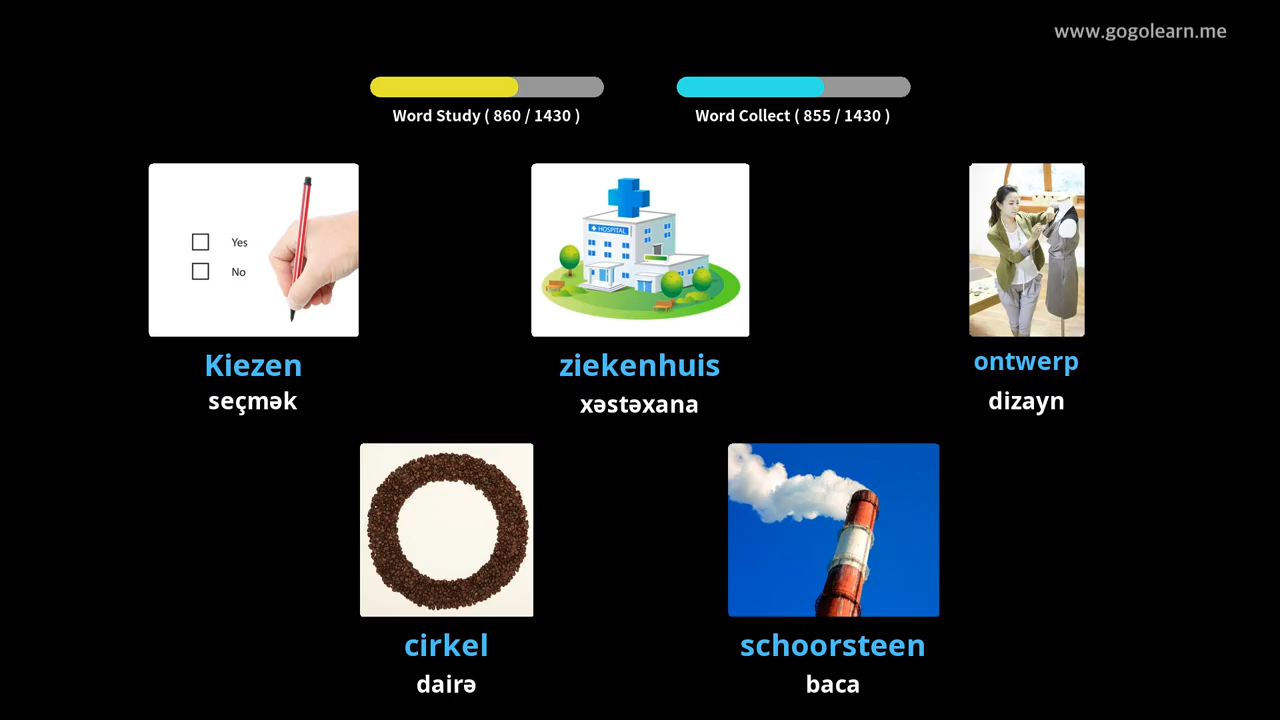 www.gogolearn.me
Word Study ( 860 / 1430 )
Word Collect ( 855 / 1430 )
Yes
No
HOSPITAL
Kiezen
seçmək
ziekenhuis
xəstəxana
ontwerp
dizayn
cirkel
dairə
schoorsteen
baca